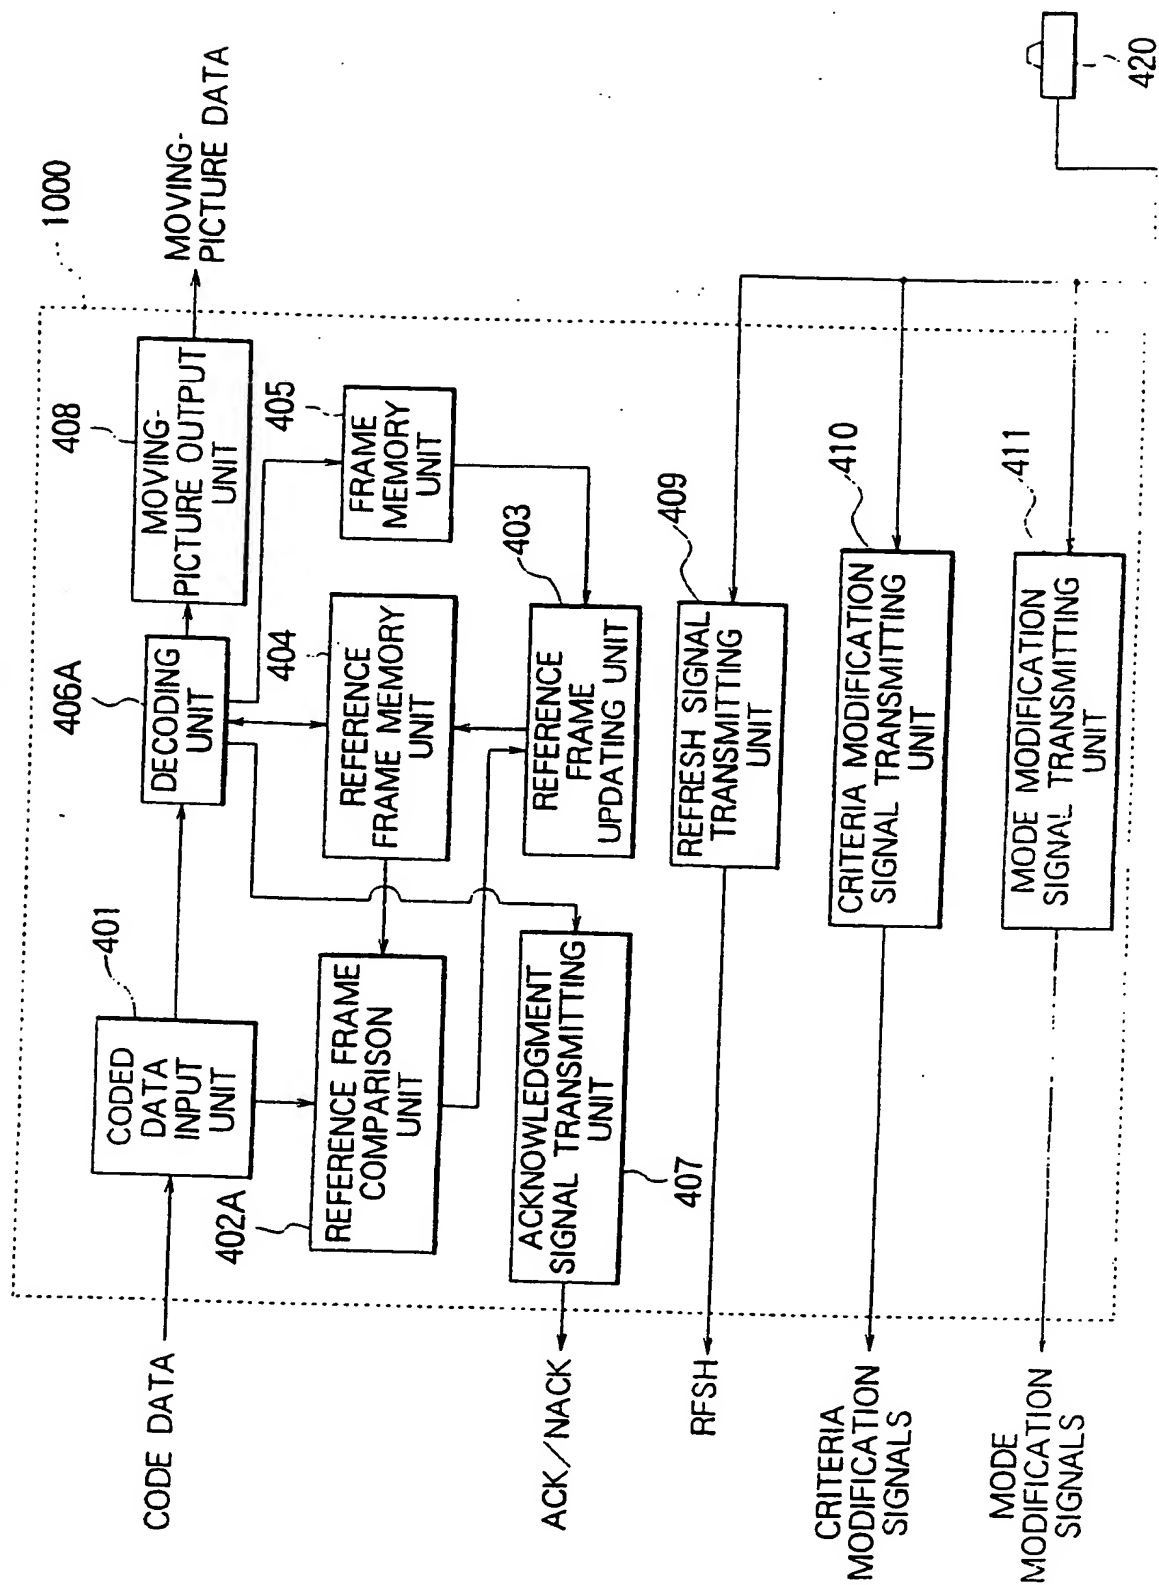 1000
MOVING-
PICTURE DATA
408
MOVING-
PICTURE OUTPUT
UNIT
406A
DECODING
UNIT
401
CODED
DATA
INPUT
UNIT
CODE DATA
405
FRAME
MEMORY
UNIT
404
REFERENCE
FRAME MEMORY
UNIT
402A
REFERENCE FRAME
COMPARISON
UNIT
403
REFERENCE
FRAME
UPDATING UNIT
ACKNOWLEDGMENT
SIGNAL TRANSMITTING
UNIT
407
ACK/NACK
409
REFRESH SIGNAL
TRANSMITTING
UNIT
RFSH
410
CRITERIA MODIFICATION
SIGNAL TRANSMITTING
UNIT
CRITERIA
MODIFICATION
SIGNALS
411
MODE MODIFICATION
SIGNAL TRANSMITTING
UNIT
MODE
MODIFICATION
SIGNALS
420